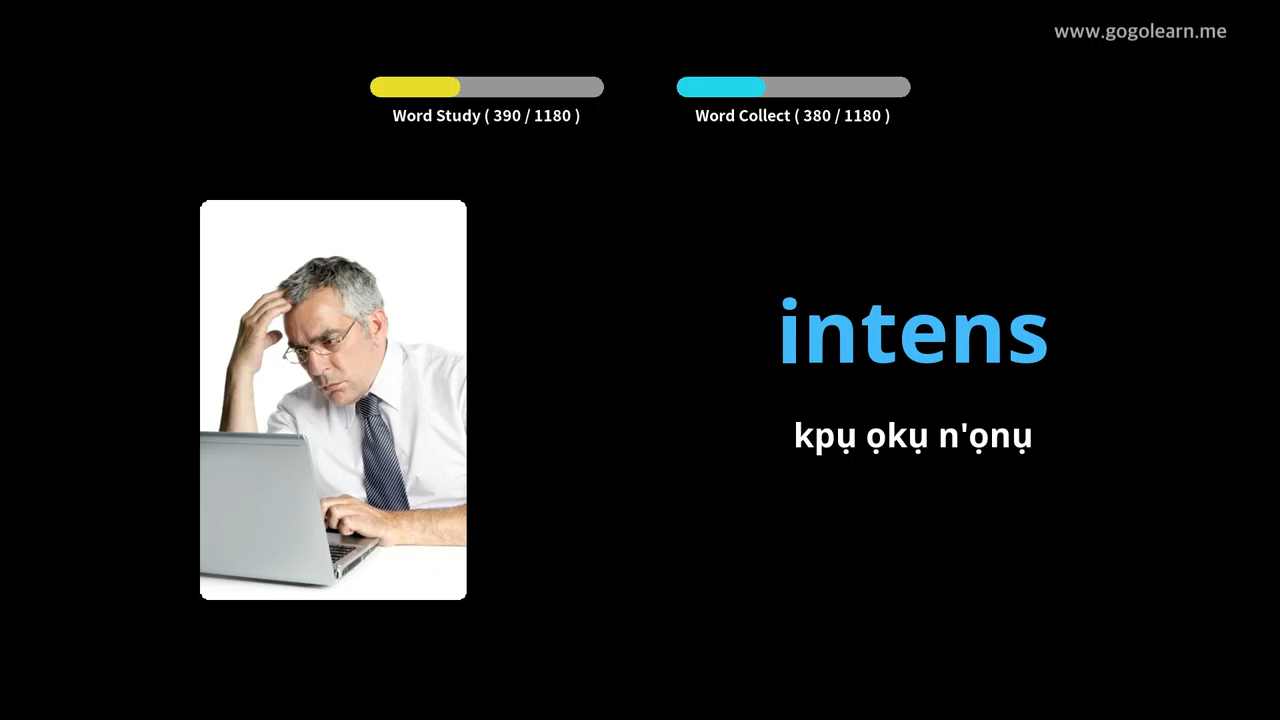 www.gogolearn.me
Word Study ( 390 / 1180 )
Word Collect ( 380 / 1180 )
intens
kpụ ọkụ n'ọnụ